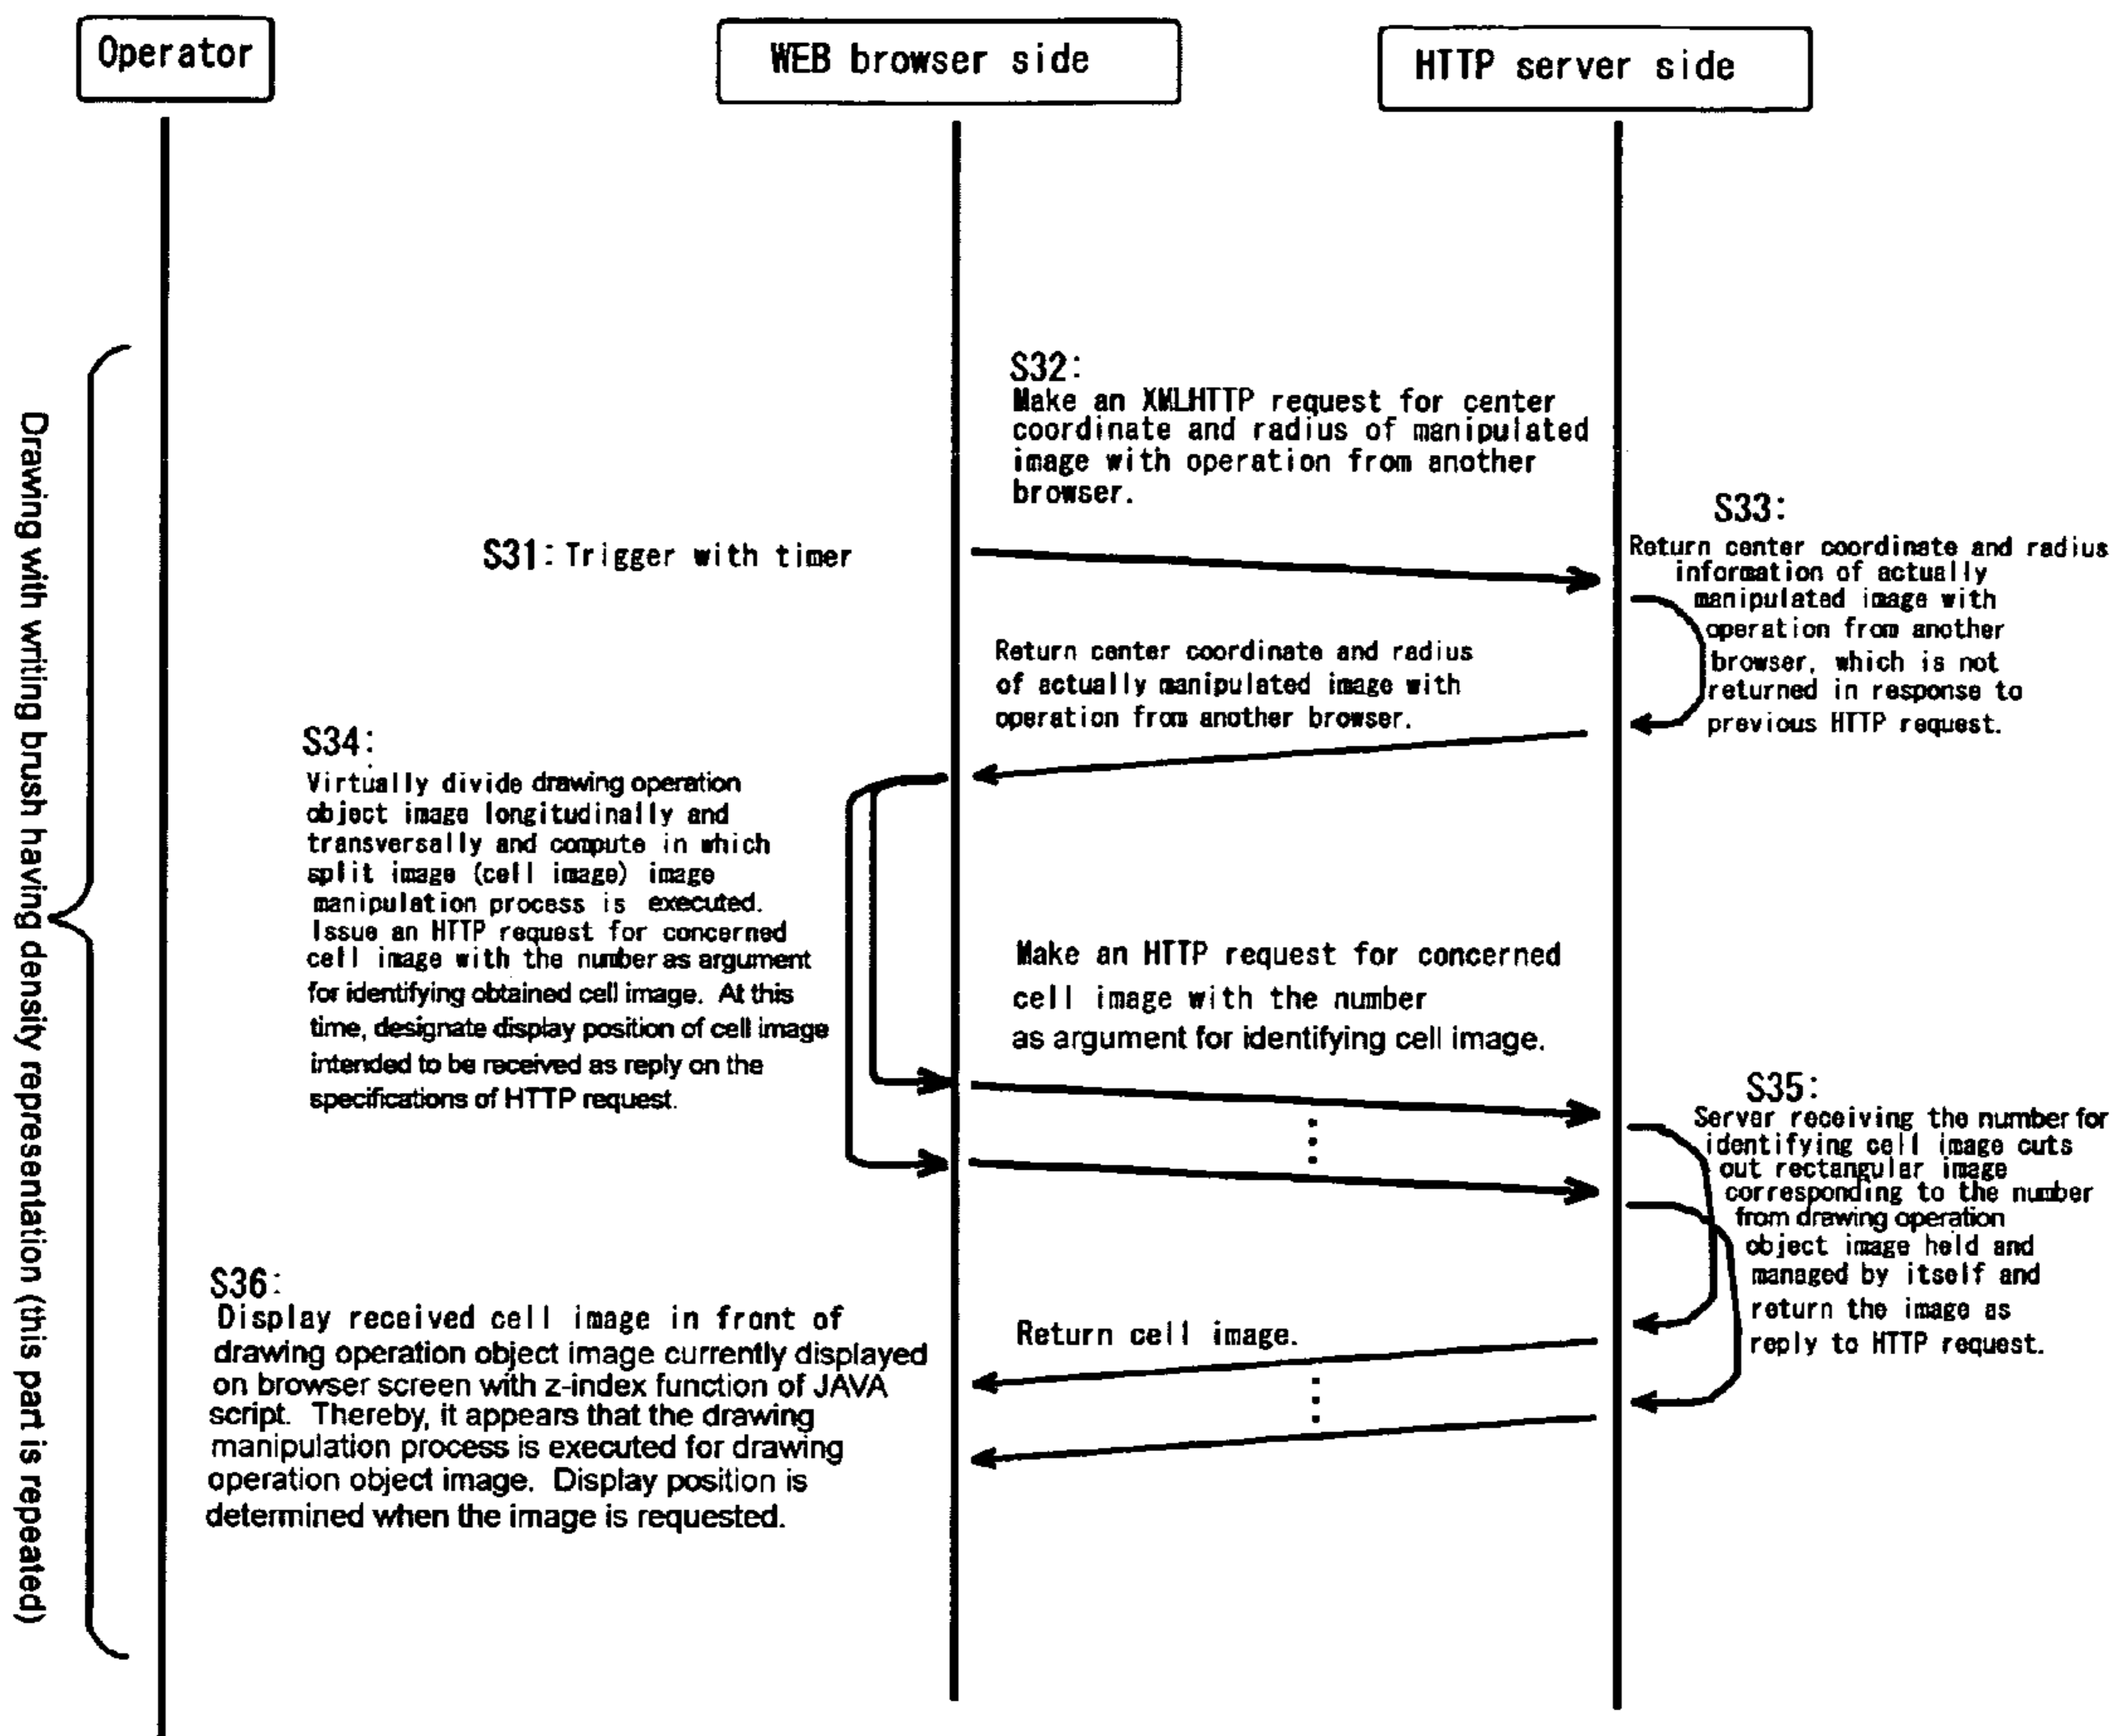 Operator
WEB browser side
HTTP server side
Drawing with writing brush having density representation (this part is repeated)
S32:
Make an XMLHTTP request for center
coordinate and radius of manipulated
image with operation from another
browser.
S31: Trigger with timer
S33:
Return center coordinate and radius
information of actually
manipulated image with
operation from another
browser, which is not
returned in response to
previous HTTP request.
Return center coordinate and radius
of actually manipulated image with
operation from another browser.
S34:
Virtually divide drawing operation
object image longitudinally and
transversally and compute in which
split image (cell image) image
manipulation process is executed.
Issue an HTTP request for concerned
cell image with the number as argument
for identifying obtained cell image. At this
time, designate display position of cell image
intended to be received as reply on the
specifications of HTTP request.
Make an HTTP request for concerned
cell image with the number
as argument for identifying cell image.
S35:
Server receiving the number for
identifying cell image cuts
out rectangular image
corresponding to the number
from drawing operation
object image held and
managed by itself and
return the image as
reply to HTTP request.
Return cell image.
S36:
Display received cell image in front of
drawing operation object image currently displayed
on browser screen with z-index function of JAVA
script. Thereby, it appears that the drawing
manipulation process is executed for drawing
operation object image. Display position is
determined when the image is requested.